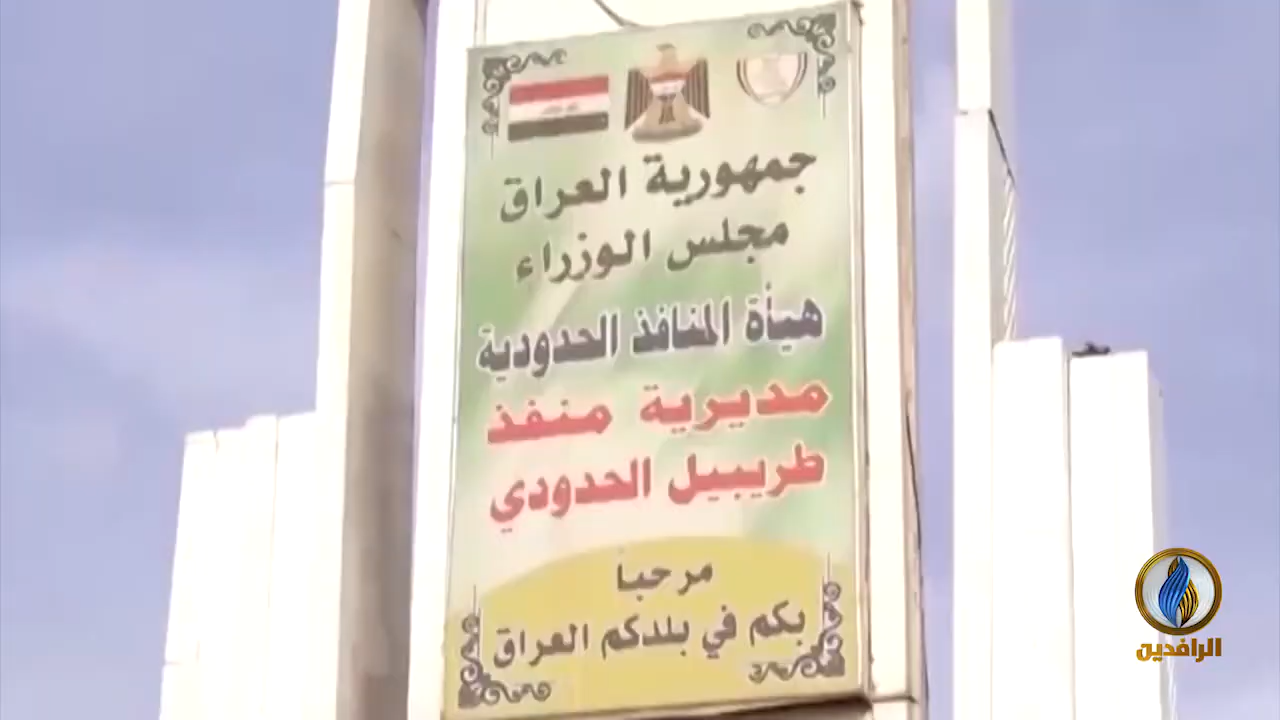 جمهورية العراق
مجلس الوزراء
هيأة المنافذ الحدودية
مديرية منفذ
طريبيل الحدودي
مرحباً
بكم في بلدكم العراق
الرافدين